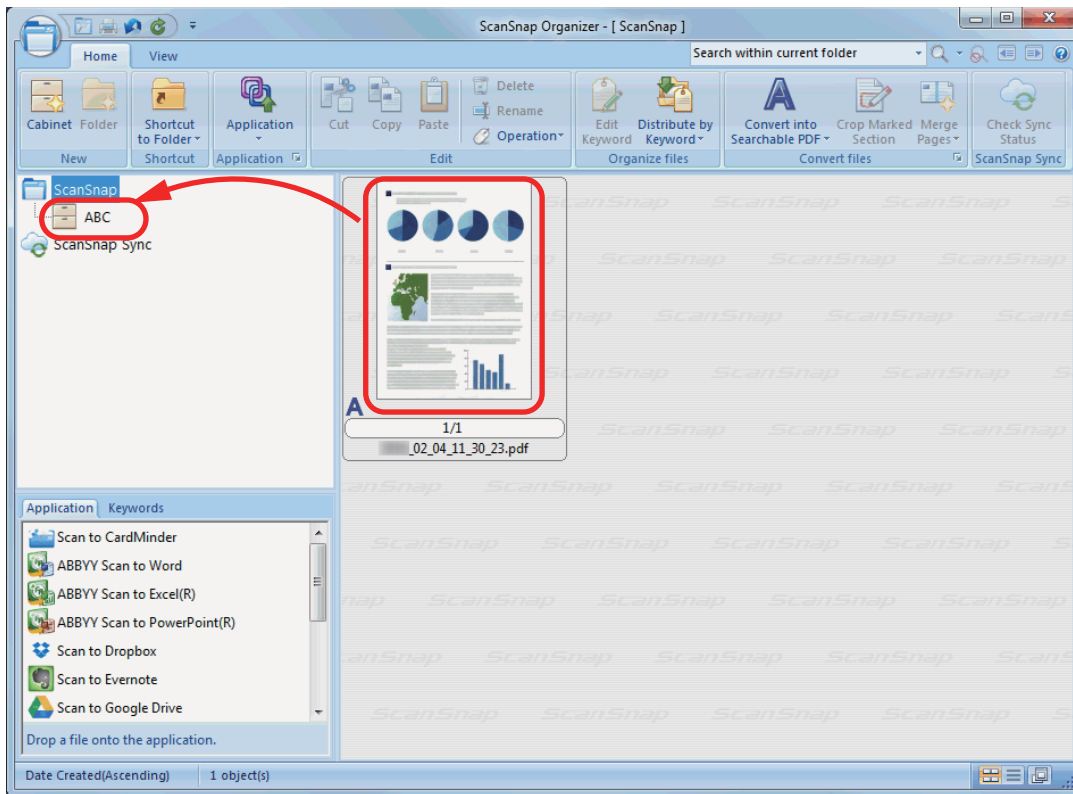 ScanSnap Organizer - [ ScanSnap ]
Home View Search within current folder
Cabinet Folder Shortcut to Folder Application Cut Copy Paste Delete Rename Operation Edit Keyword Distribute by Keyword Convert into Searchable PDF Crop Marked Section Merge Pages Check Sync Status
New Shortcut Application Edit Organize files Convert files ScanSnap Sync
ScanSnap
ABC
ScanSnap Sync
A
1/1
_02_04_11_30_23.pdf
Application Keywords
Scan to CardMinder
ABBYY Scan to Word
ABBYY Scan to Excel(R)
ABBYY Scan to PowerPoint(R)
Scan to Dropbox
Scan to Evernote
Scan to Google Drive
Drop a file onto the application.
Date Created(Ascending) 1 object(s)